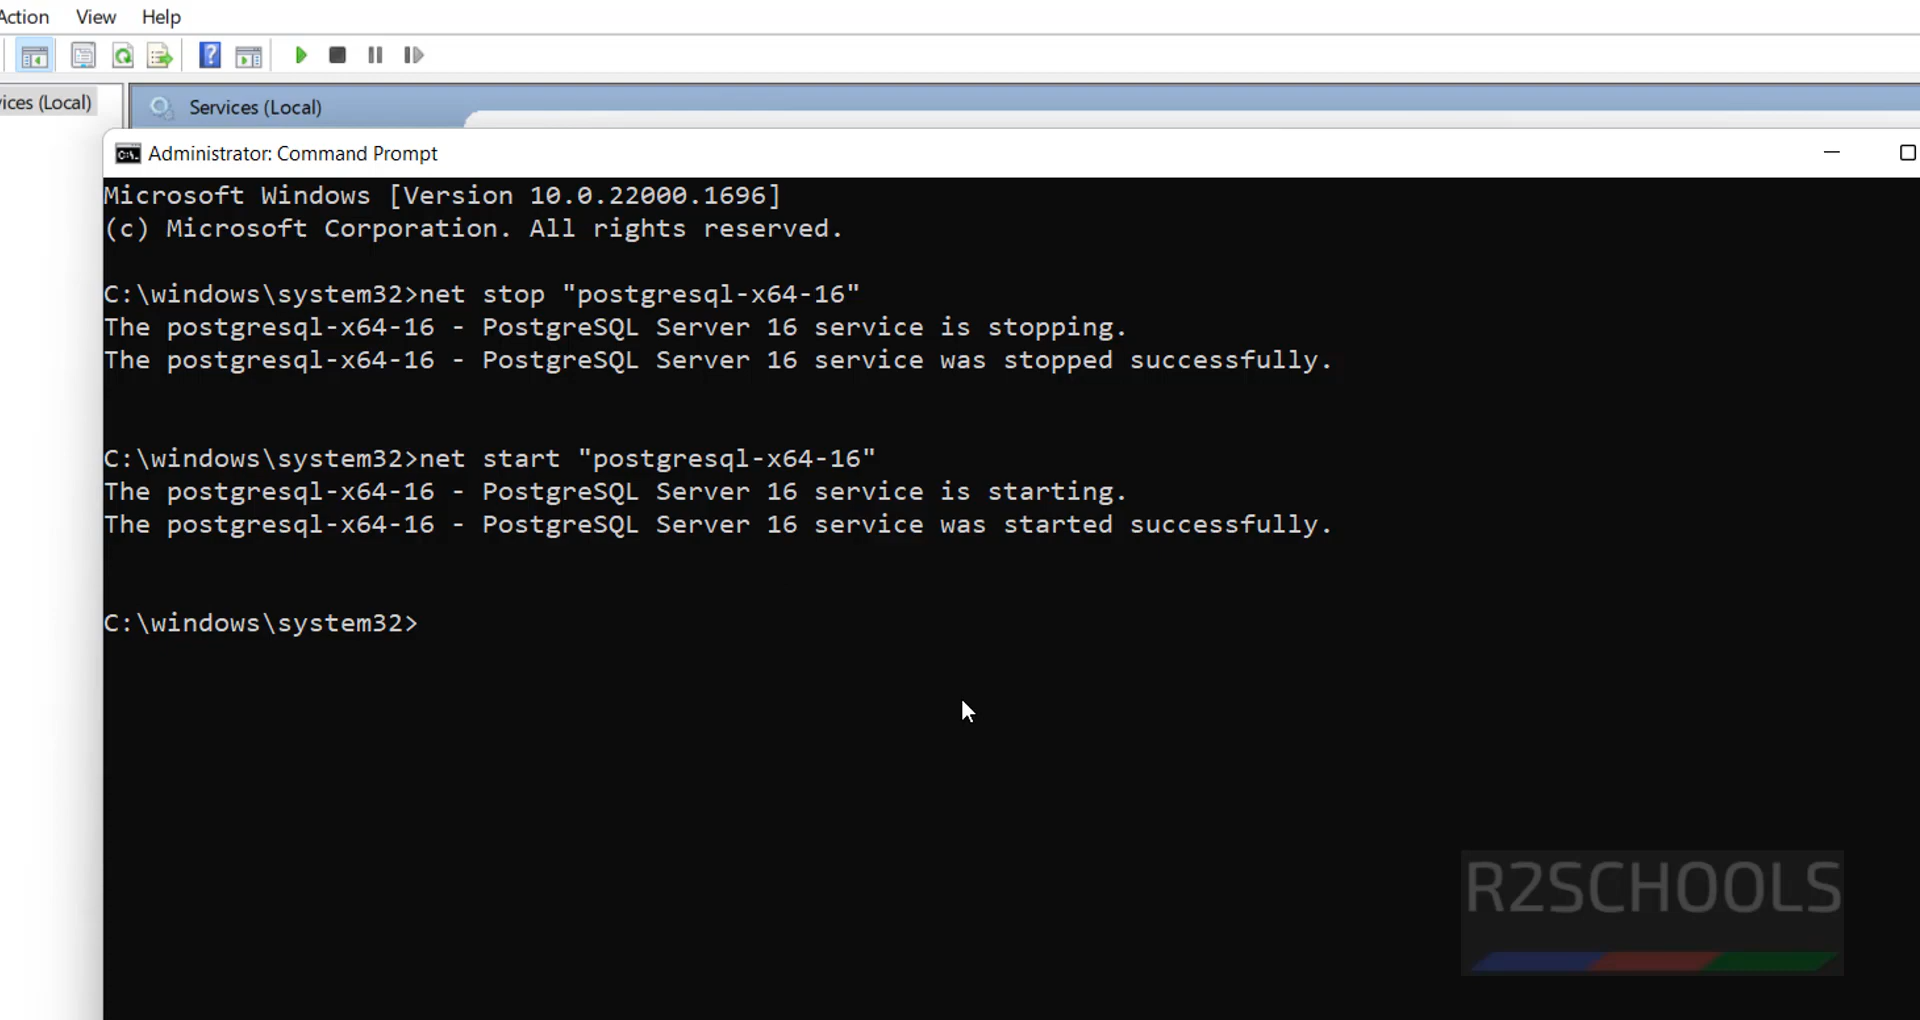 Action View Help
ices (Local)
Services (Local)
Administrator: Command Prompt
Microsoft Windows [Version 10.0.22000.1696]
(c) Microsoft Corporation. All rights reserved.
C:\windows\system32>net stop "postgresql-x64-16"
The postgresql-x64-16 - PostgreSQL Server 16 service is stopping.
The postgresql-x64-16 - PostgreSQL Server 16 service was stopped successfully.
C:\windows\system32>net start "postgresql-x64-16"
The postgresql-x64-16 - PostgreSQL Server 16 service is starting.
The postgresql-x64-16 - PostgreSQL Server 16 service was started successfully.
C:\windows\system32>
R2SCHOOLS